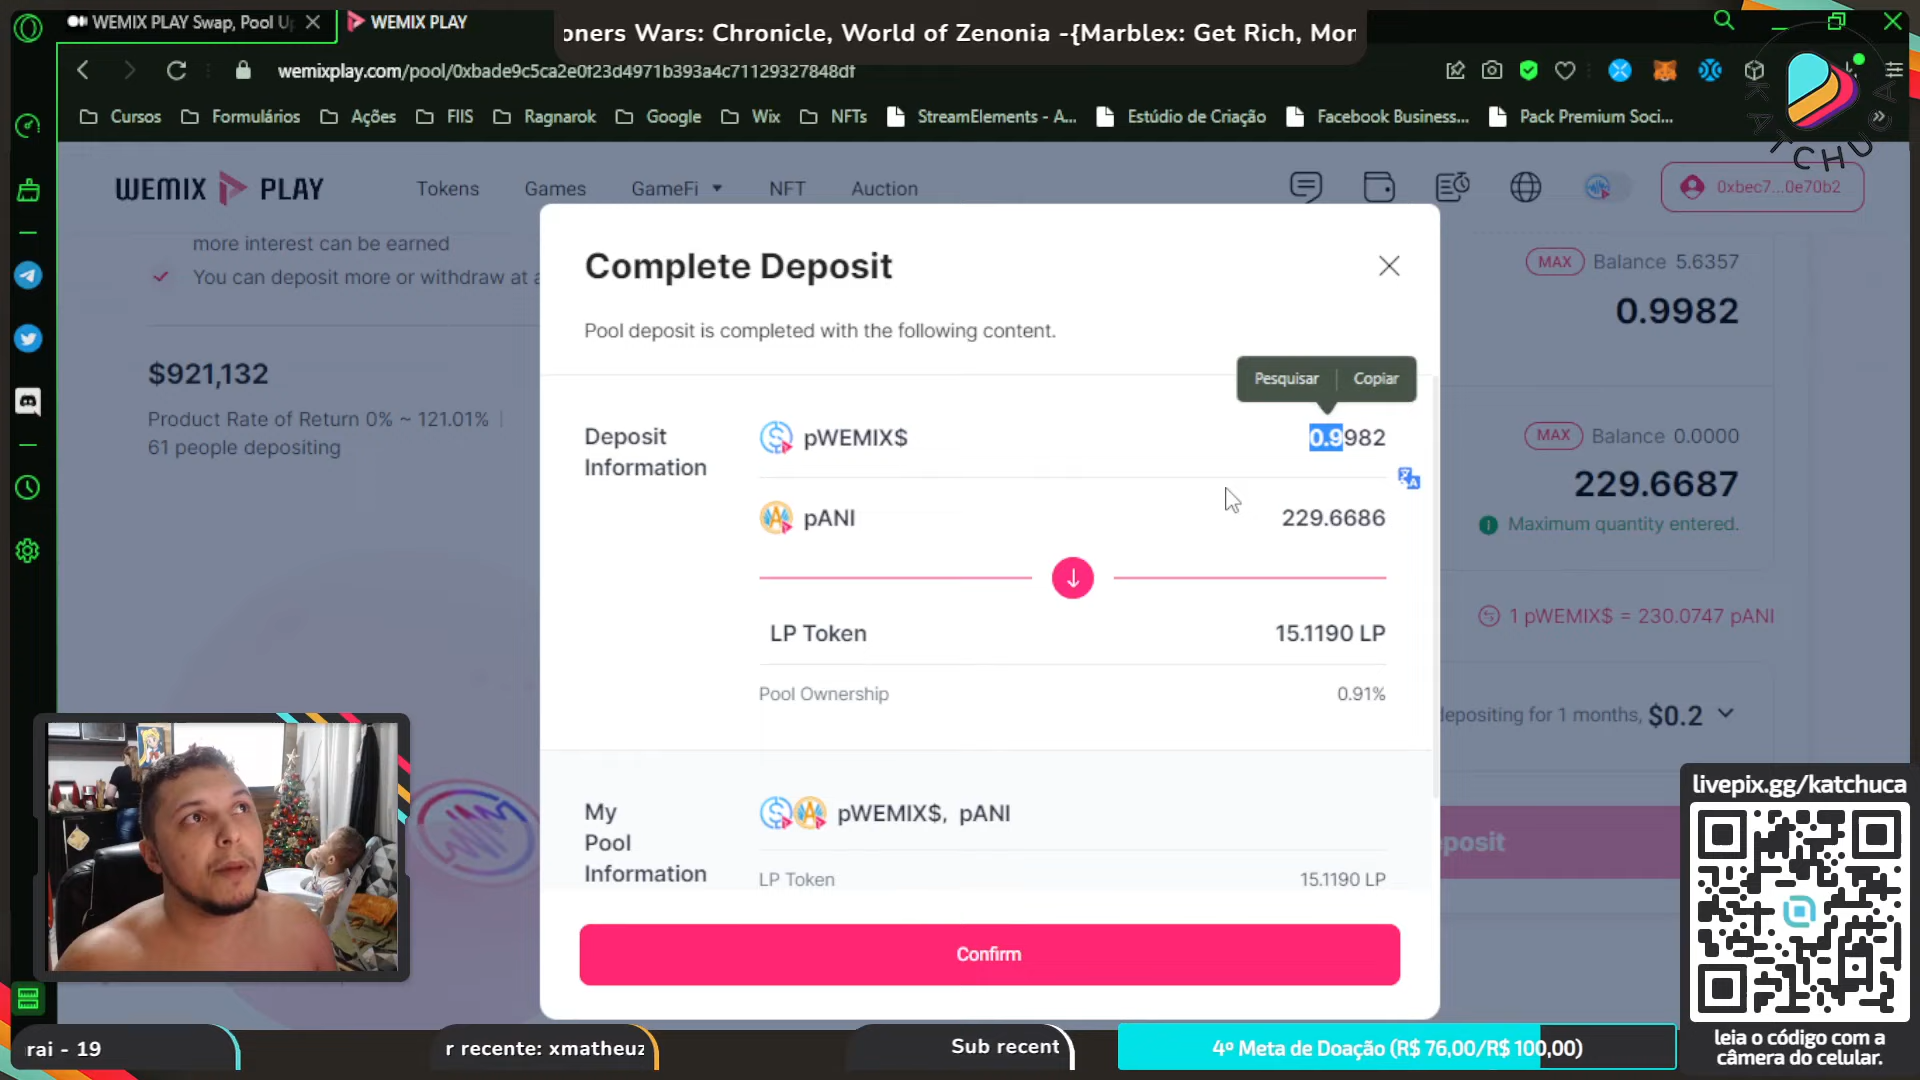 WEMIX PLAY Swap, Pool U
WEMIX PLAY
oners Wars: Chronicle, World of Zenonia -{Marblex: Get Rich, Mor
wemixplay.com/pool/0xbade9c5ca2e0f23d4971b393a4c71129327848df
Cursos
Formulários
Ações
FIIS
Ragnarok
Google
Wix
NFTs
StreamElements - A...
Estúdio de Criação
Facebook Business...
Pack Premium Soci...
KATCHUCA
WEMIX PLAY
Tokens
Games
GameFi
NFT
Auction
0xbec7...0e70b2
more interest can be earned
You can deposit more or withdraw at a
$921,132
Product Rate of Return 0% ~ 121.01%
61 people depositing
MAX Balance 5.6357
0.9982
MAX Balance 0.0000
229.6687
Maximum quantity entered.
1 pWEMIX$ = 230.0747 pANI
depositing for 1 months, $0.2
posit
Complete Deposit
Pool deposit is completed with the following content.
Pesquisar
Copiar
Deposit
Information
pWEMIX$
0.9982
pANI
229.6686
LP Token
15.1190 LP
Pool Ownership
0.91%
My
Pool
Information
pWEMIX$, pANI
LP Token
15.1190 LP
Confirm
livepix.gg/katchuca
leia o código com a
câmera do celular.
rai - 19
r recente: xmatheuz
Sub recent
4º Meta de Doação (R$ 76,00/R$ 100,00)